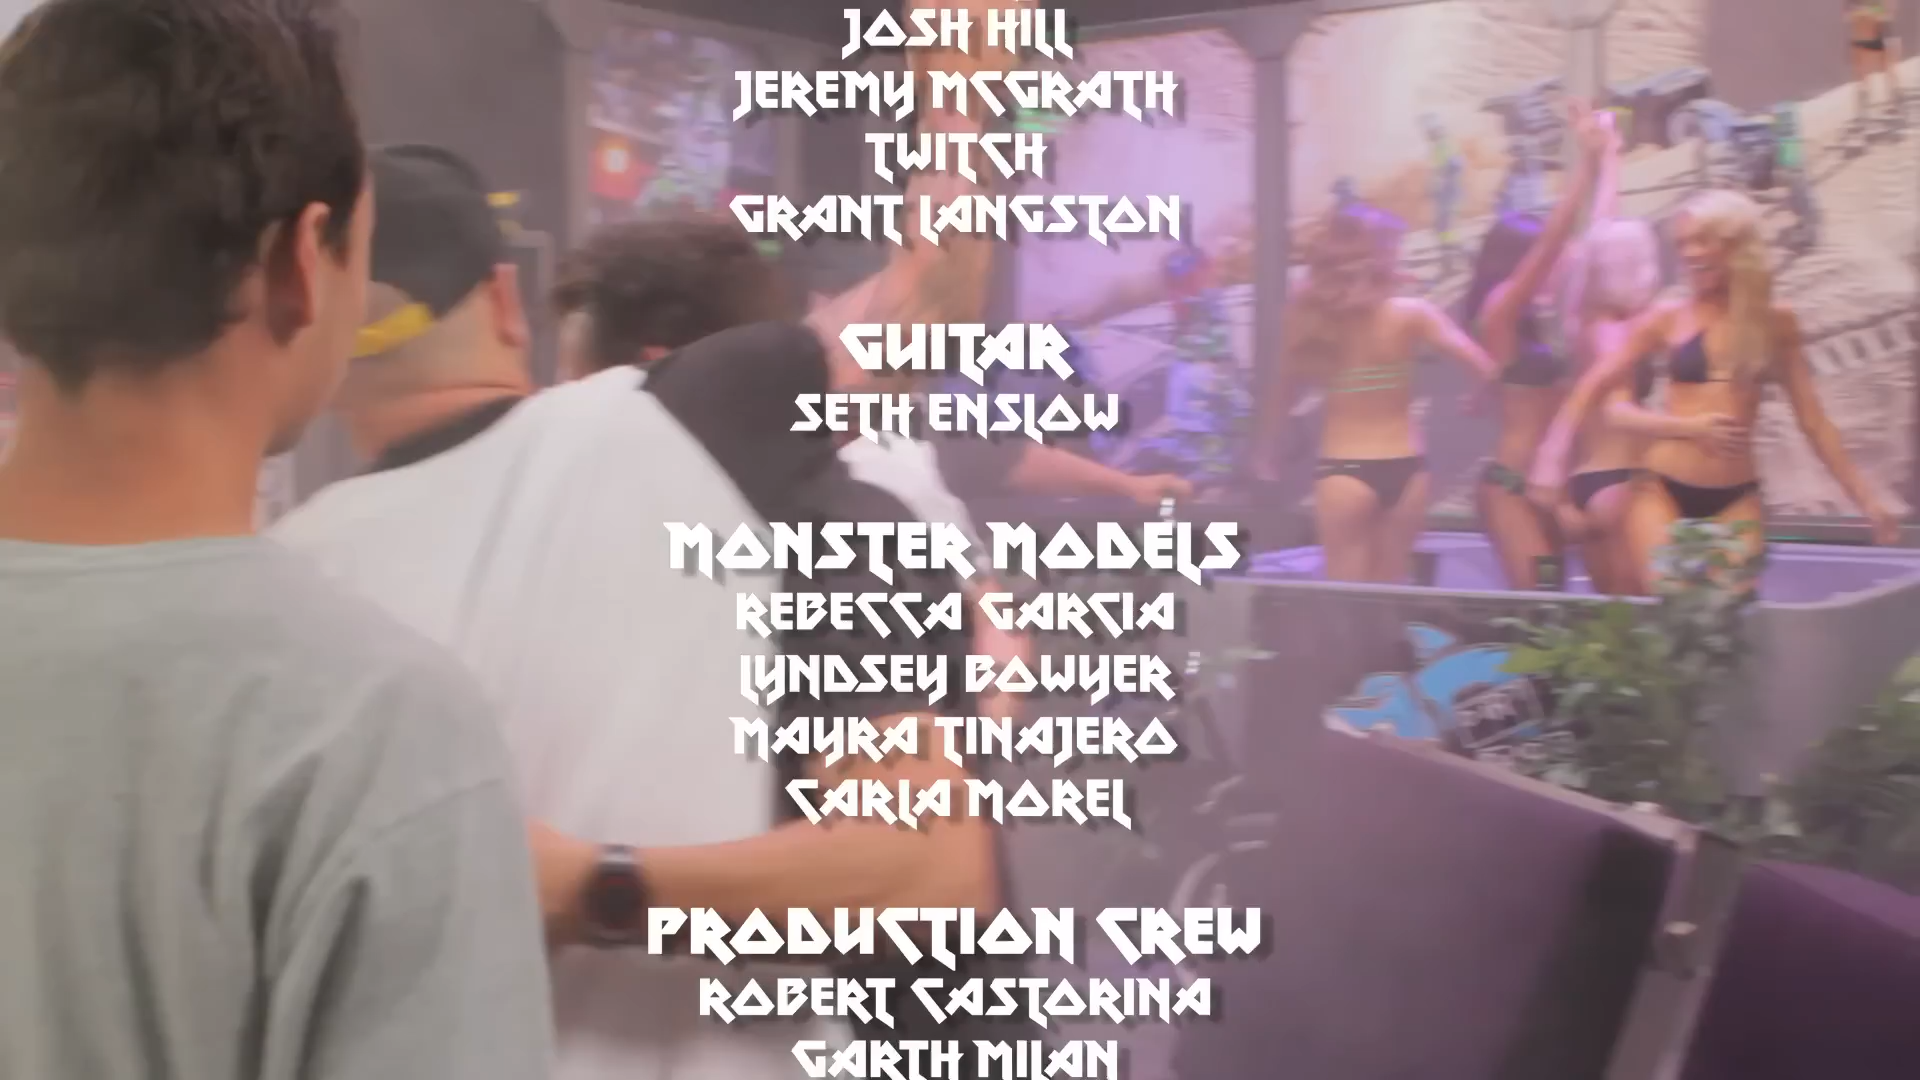 JOSH HILL
JEREMY MCGRATH
TWITCH
GRANT LANGSTON
GUITAR
SETH ENSLOW
MONSTER MODELS
REBECCA GARCIA
LYNDSEY BOWYER
MAYRA TINAJERO
CARLA MOREL
PRODUCTION CREW
ROBERT CASTORINA
GARTH MILAN